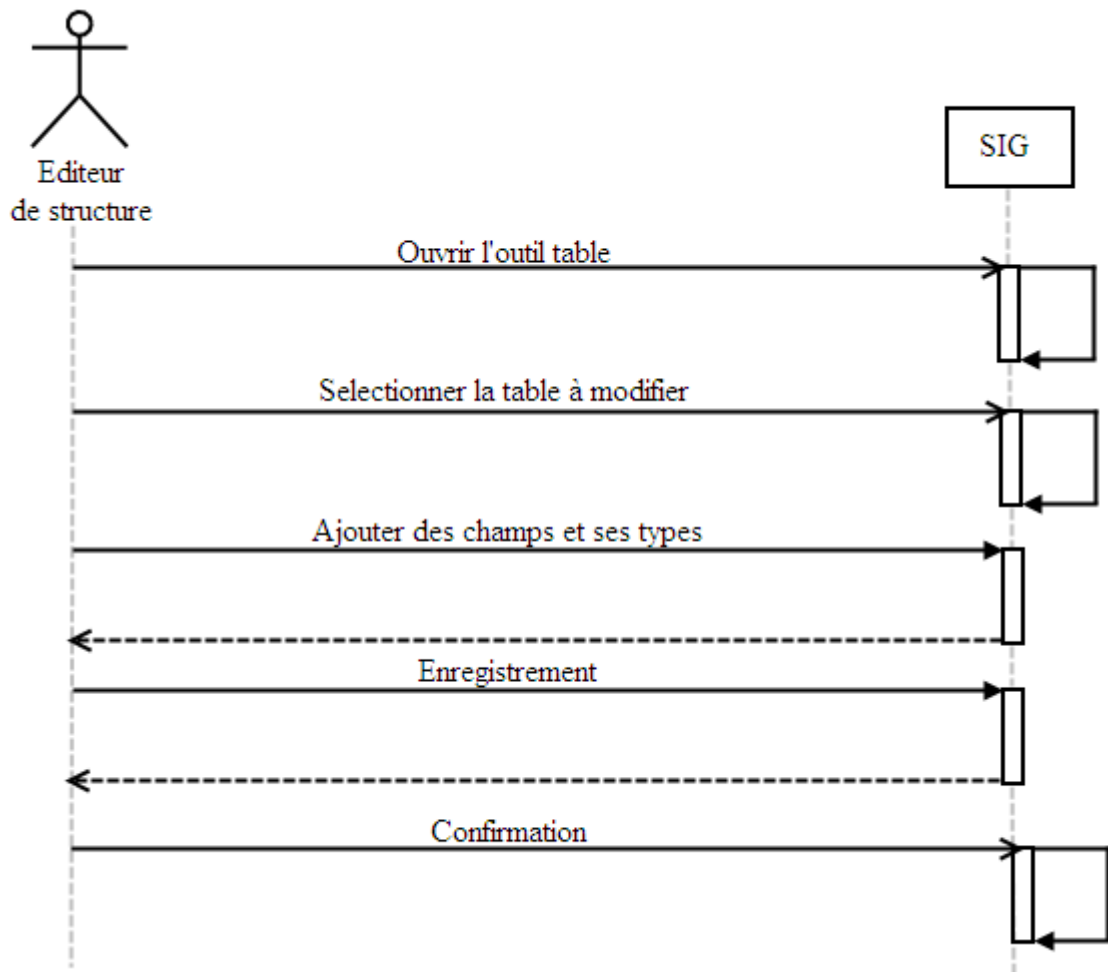 Editeur
de structure
SIG
Ouvrir l'outil table
Selectionner la table à modifier
Ajouter des champs et ses types
Enregistrement
Confirmation